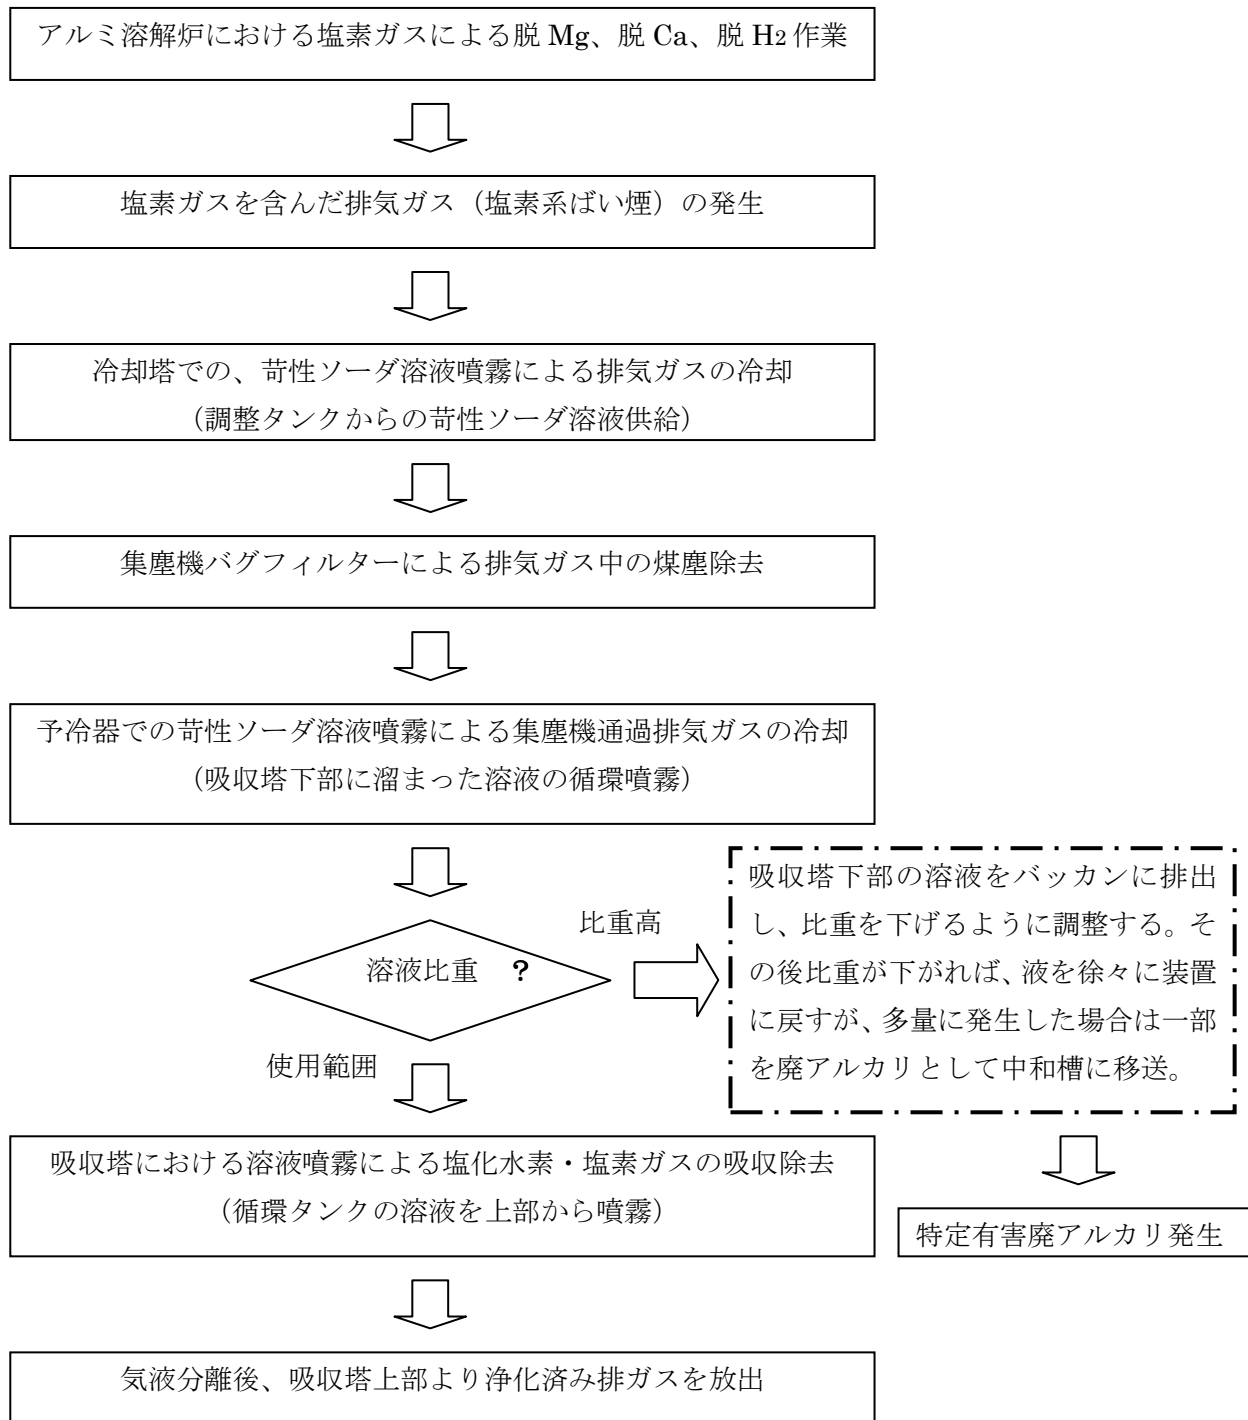 アルミ溶解炉における塩素ガスによる脱 Mg、脱 Ca、脱 H2 作業
塩素ガスを含んだ排気ガス（塩素系ばい煙）の発生
冷却塔での、苛性ソーダ溶液噴霧による排気ガスの冷却
（調整タンクからの苛性ソーダ溶液供給）
集塵機バグフィルターによる排気ガス中の煤塵除去
予冷器での苛性ソーダ溶液噴霧による集塵機通過排気ガスの冷却
（吸収塔下部に溜まった溶液の循環噴霧）
溶液比重　？
比重高
吸収塔下部の溶液をバッカンに排出
し、比重を下げるように調整する。そ
の後比重が下がれば、液を徐々に装置
に戻すが、多量に発生した場合は一部
を廃アルカリとして中和槽に移送。
使用範囲
吸収塔における溶液噴霧による塩化水素・塩素ガスの吸収除去
（循環タンクの溶液を上部から噴霧）
特定有害廃アルカリ発生
気液分離後、吸収塔上部より浄化済み排ガスを放出